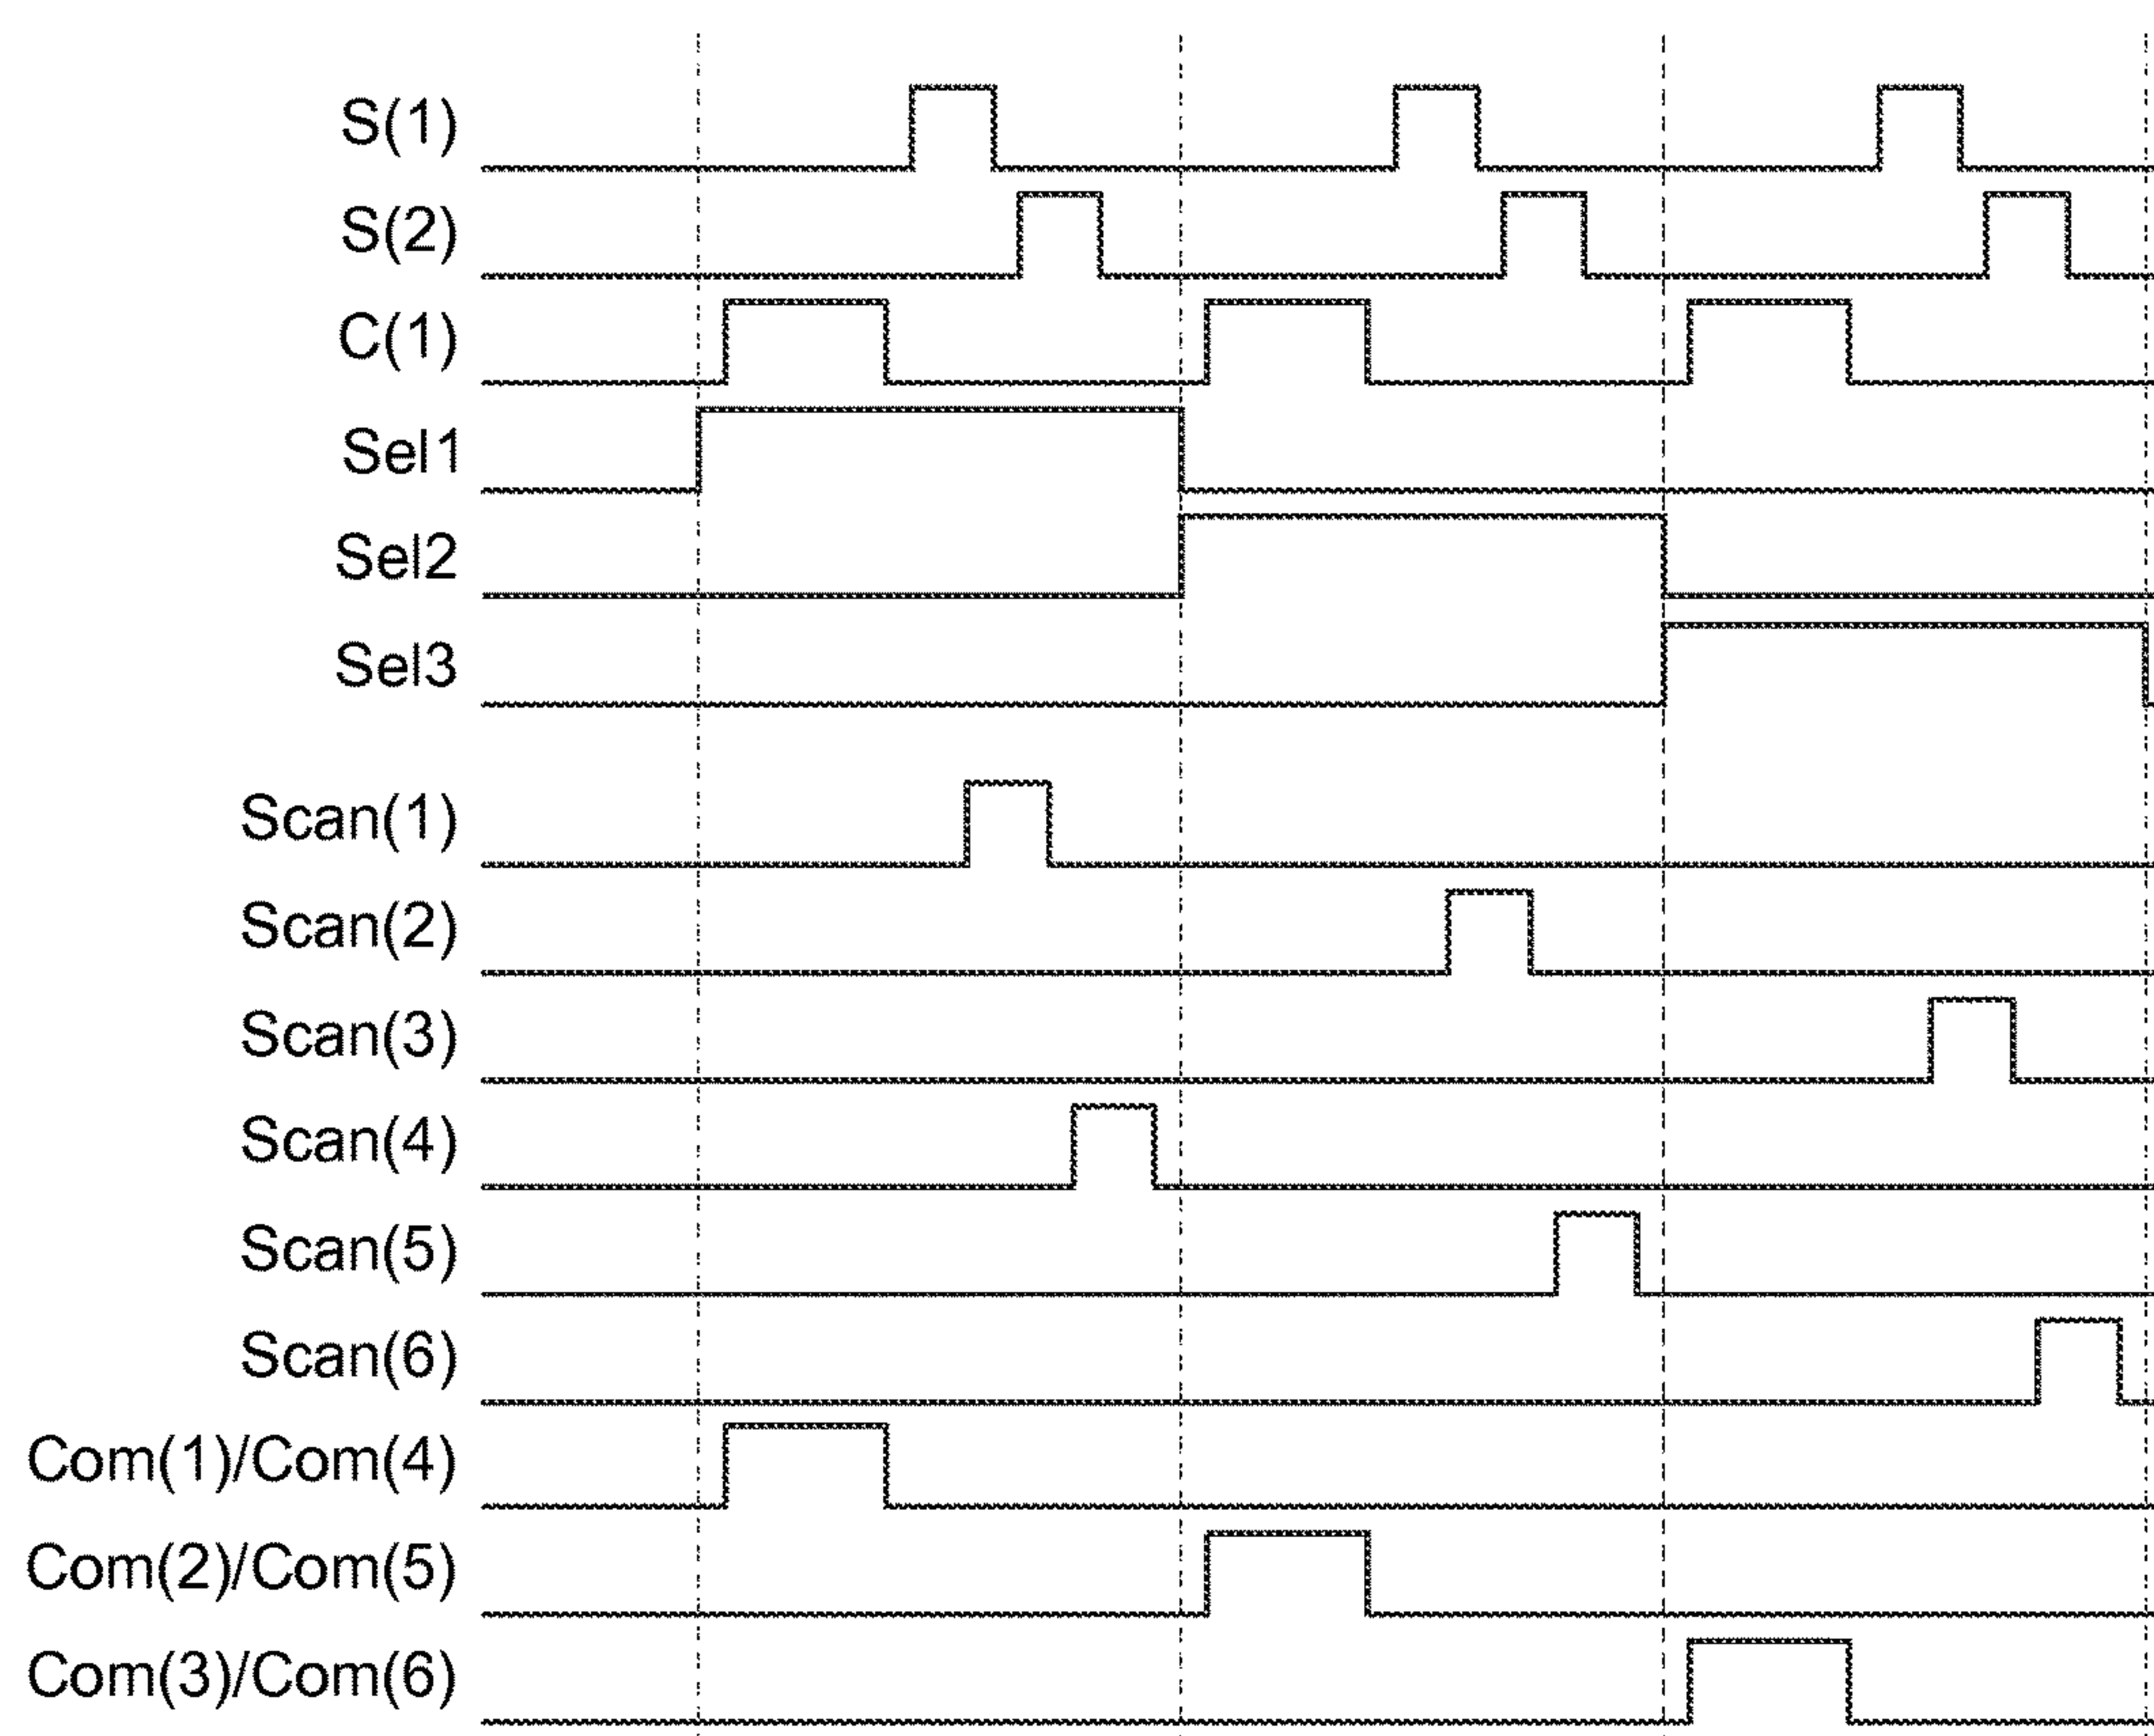 S(1)
S(2)
C(1)
Sel1
Sel2
Sel3
Scan(1)
Scan(2)
Scan(3)
Scan(4)
Scan(5)
Scan(6)
Com(1)/Com(4)
Com(2)/Com(5)
Com(3)/Com(6)